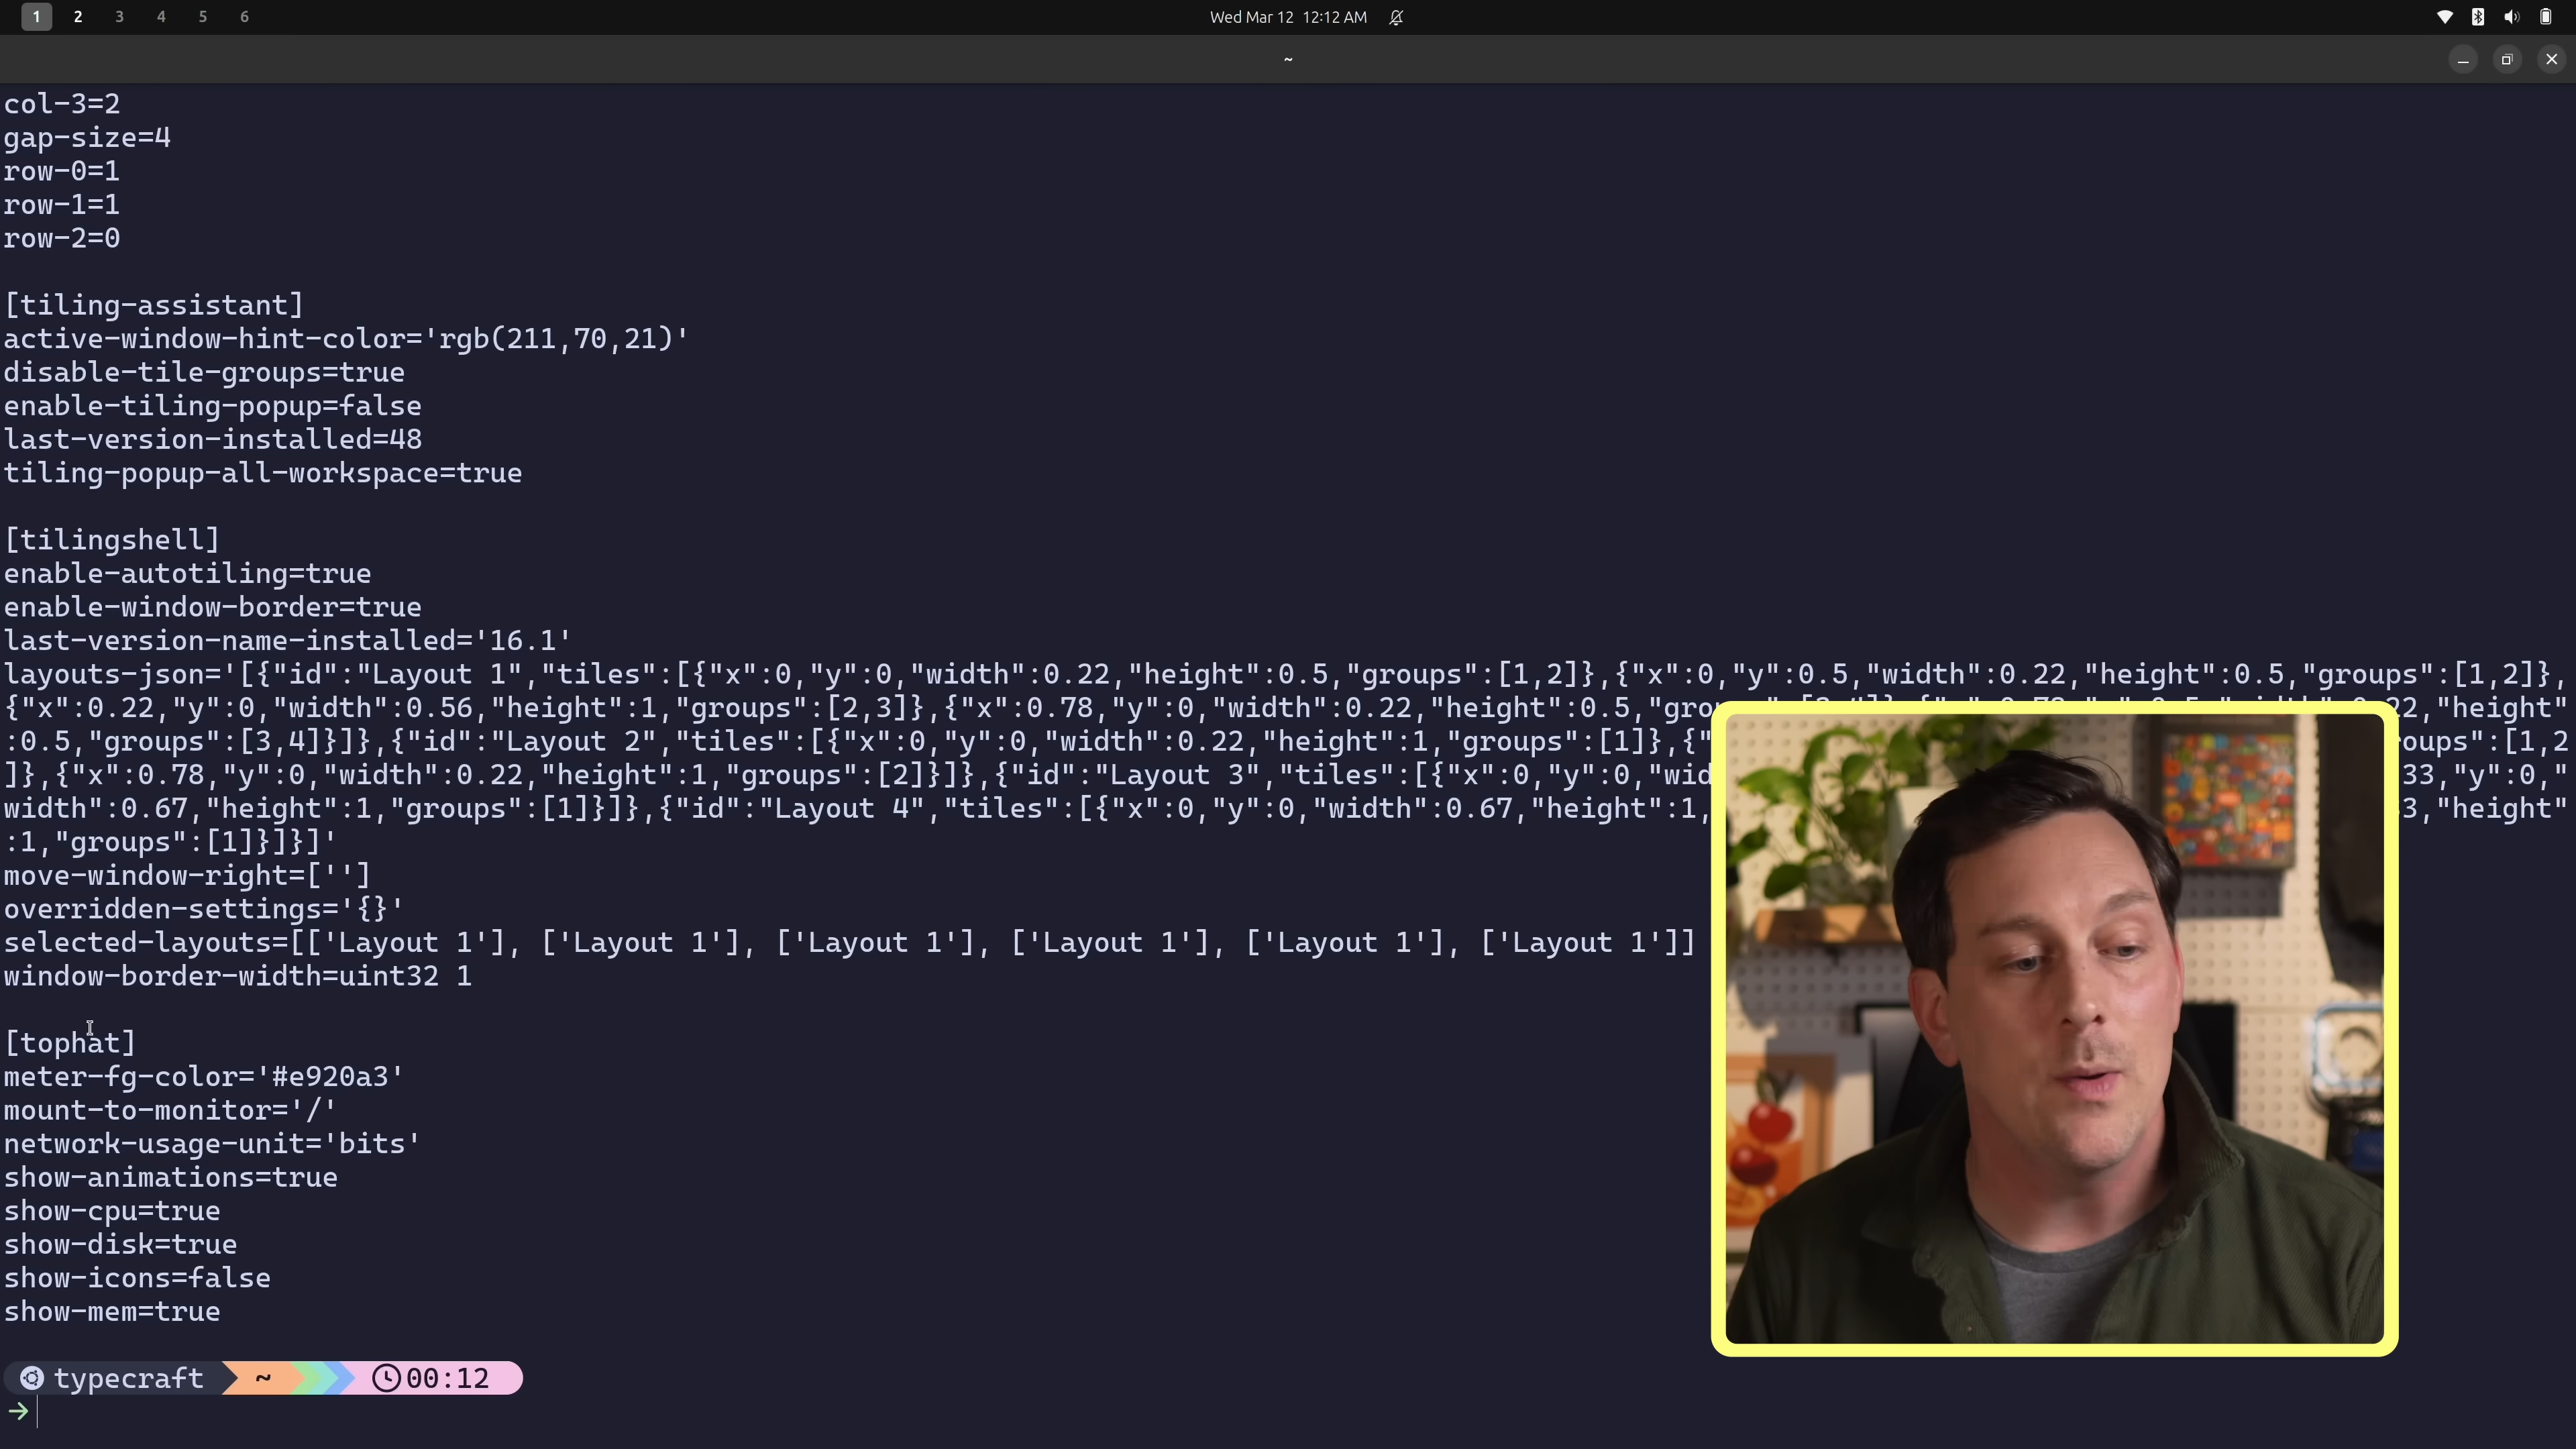 1 2 3 4 5 6 Wed Mar 12 12:12 AM
~
col-3=2
gap-size=4
row-0=1
row-1=1
row-2=0
[tiling-assistant]
active-window-hint-color='rgb(211,70,21)'
disable-tile-groups=true
enable-tiling-popup=false
last-version-installed=48
tiling-popup-all-workspace=true
[tilingshell]
enable-autotiling=true
enable-window-border=true
last-version-name-installed='16.1'
layouts-json='[{"id":"Layout 1","tiles":[{"x":0,"y":0,"width":0.22,"height":0.5,"groups":[1,2]},{"x":0,"y":0.5,"width":0.22,"height":0.5,"groups":[1,2]},
{"x":0.22,"y":0,"width":0.56,"height":1,"groups":[2,3]},{"x":0.78,"y":0,"width":0.22,"height":0.5,"gro 22,"height"
:0.5,"groups":[3,4]}]},{"id":"Layout 2","tiles":[{"x":0,"y":0,"width":0.22,"height":1,"groups":[1]},{" oups":[1,2
]},{"x":0.78,"y":0,"width":0.22,"height":1,"groups":[2]}]},{"id":"Layout 3","tiles":[{"x":0,"y":0,"wid 33,"y":0,"
width":0.67,"height":1,"groups":[1]}]},{"id":"Layout 4","tiles":[{"x":0,"y":0,"width":0.67,"height":1, 3,"height"
:1,"groups":[1]}]}]'
move-window-right=['']
overridden-settings='{}'
selected-layouts=[['Layout 1'], ['Layout 1'], ['Layout 1'], ['Layout 1'], ['Layout 1'], ['Layout 1']]
window-border-width=uint32 1
[tophat]
meter-fg-color='#e920a3'
mount-to-monitor='/'
network-usage-unit='bits'
show-animations=true
show-cpu=true
show-disk=true
show-icons=false
show-mem=true
typecraft ~ 00:12
→